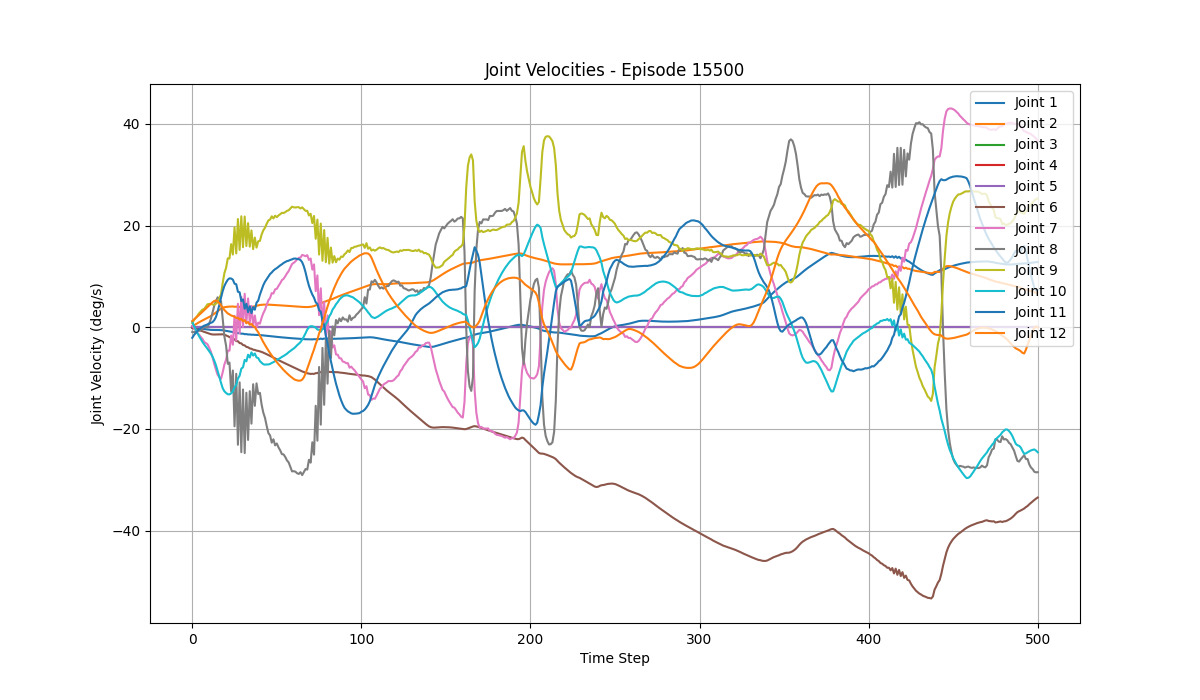 Joint Velocities - Episode 15500
Joint Velocity (deg/s)
40
20
0
−20
−40
0
100
200
300
400
500
Time Step
Joint 1
Joint 2
Joint 3
Joint 4
Joint 5
Joint 6
Joint 7
Joint 8
Joint 9
Joint 10
Joint 11
Joint 12